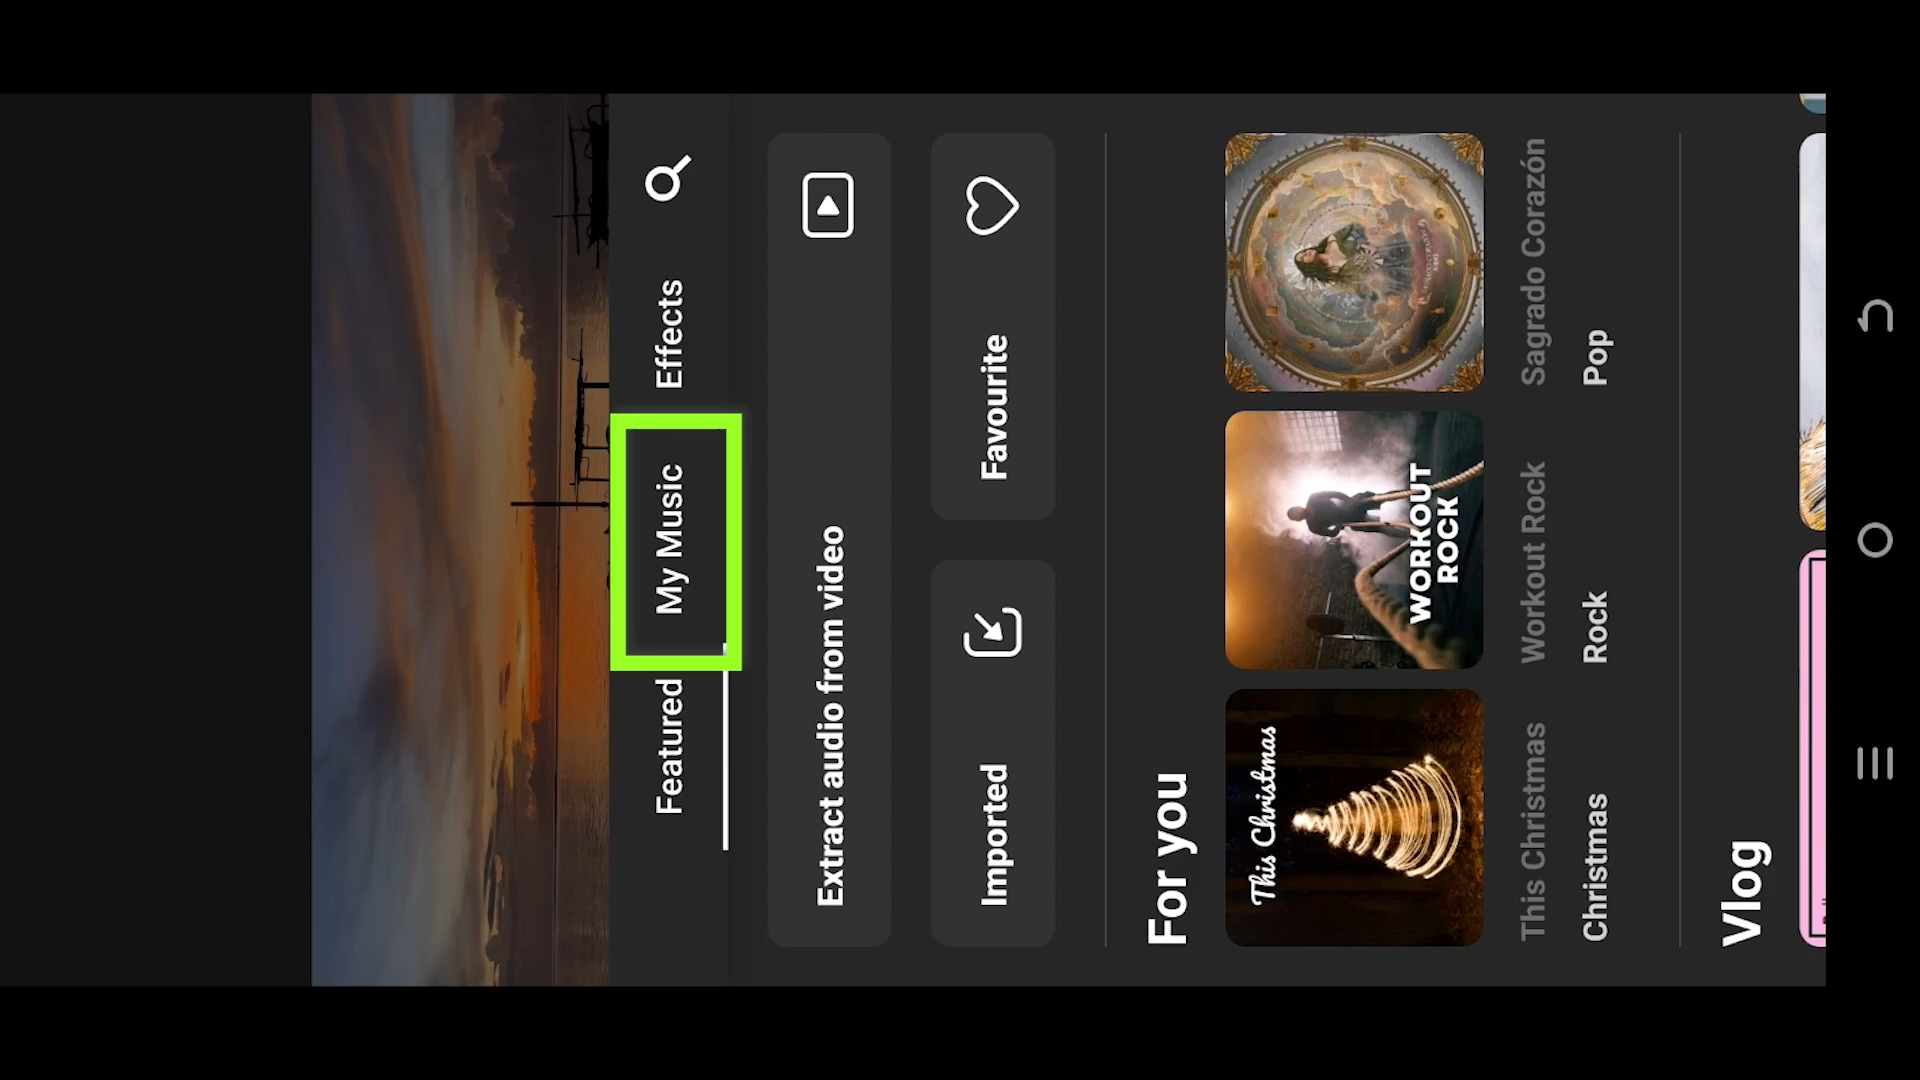 Featured
My Music
Effects
Extract audio from video
Imported
Favourite
For you
This Christmas
WORKOUT
ROCK
This Christmas
Christmas
Workout Rock
Rock
Sagrado Corazón
Pop
Vlog